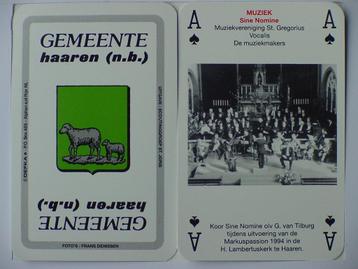 GEMEENTE
haaren (n.b.)
haaren (n.b.)
GEMEENTE
FOTO'S : FRANS DENISSEN
A
A
MUZIEK
Sine Nomine
Muziekvereniging St. Gregorius
Vocalis
De muziekmakers
Koor Sine Nomine olv G. van Tilburg
tijdens uitvoering van de
Markuspassion 1994 in de
H. Lambertuskerk te Haaren.
A
A